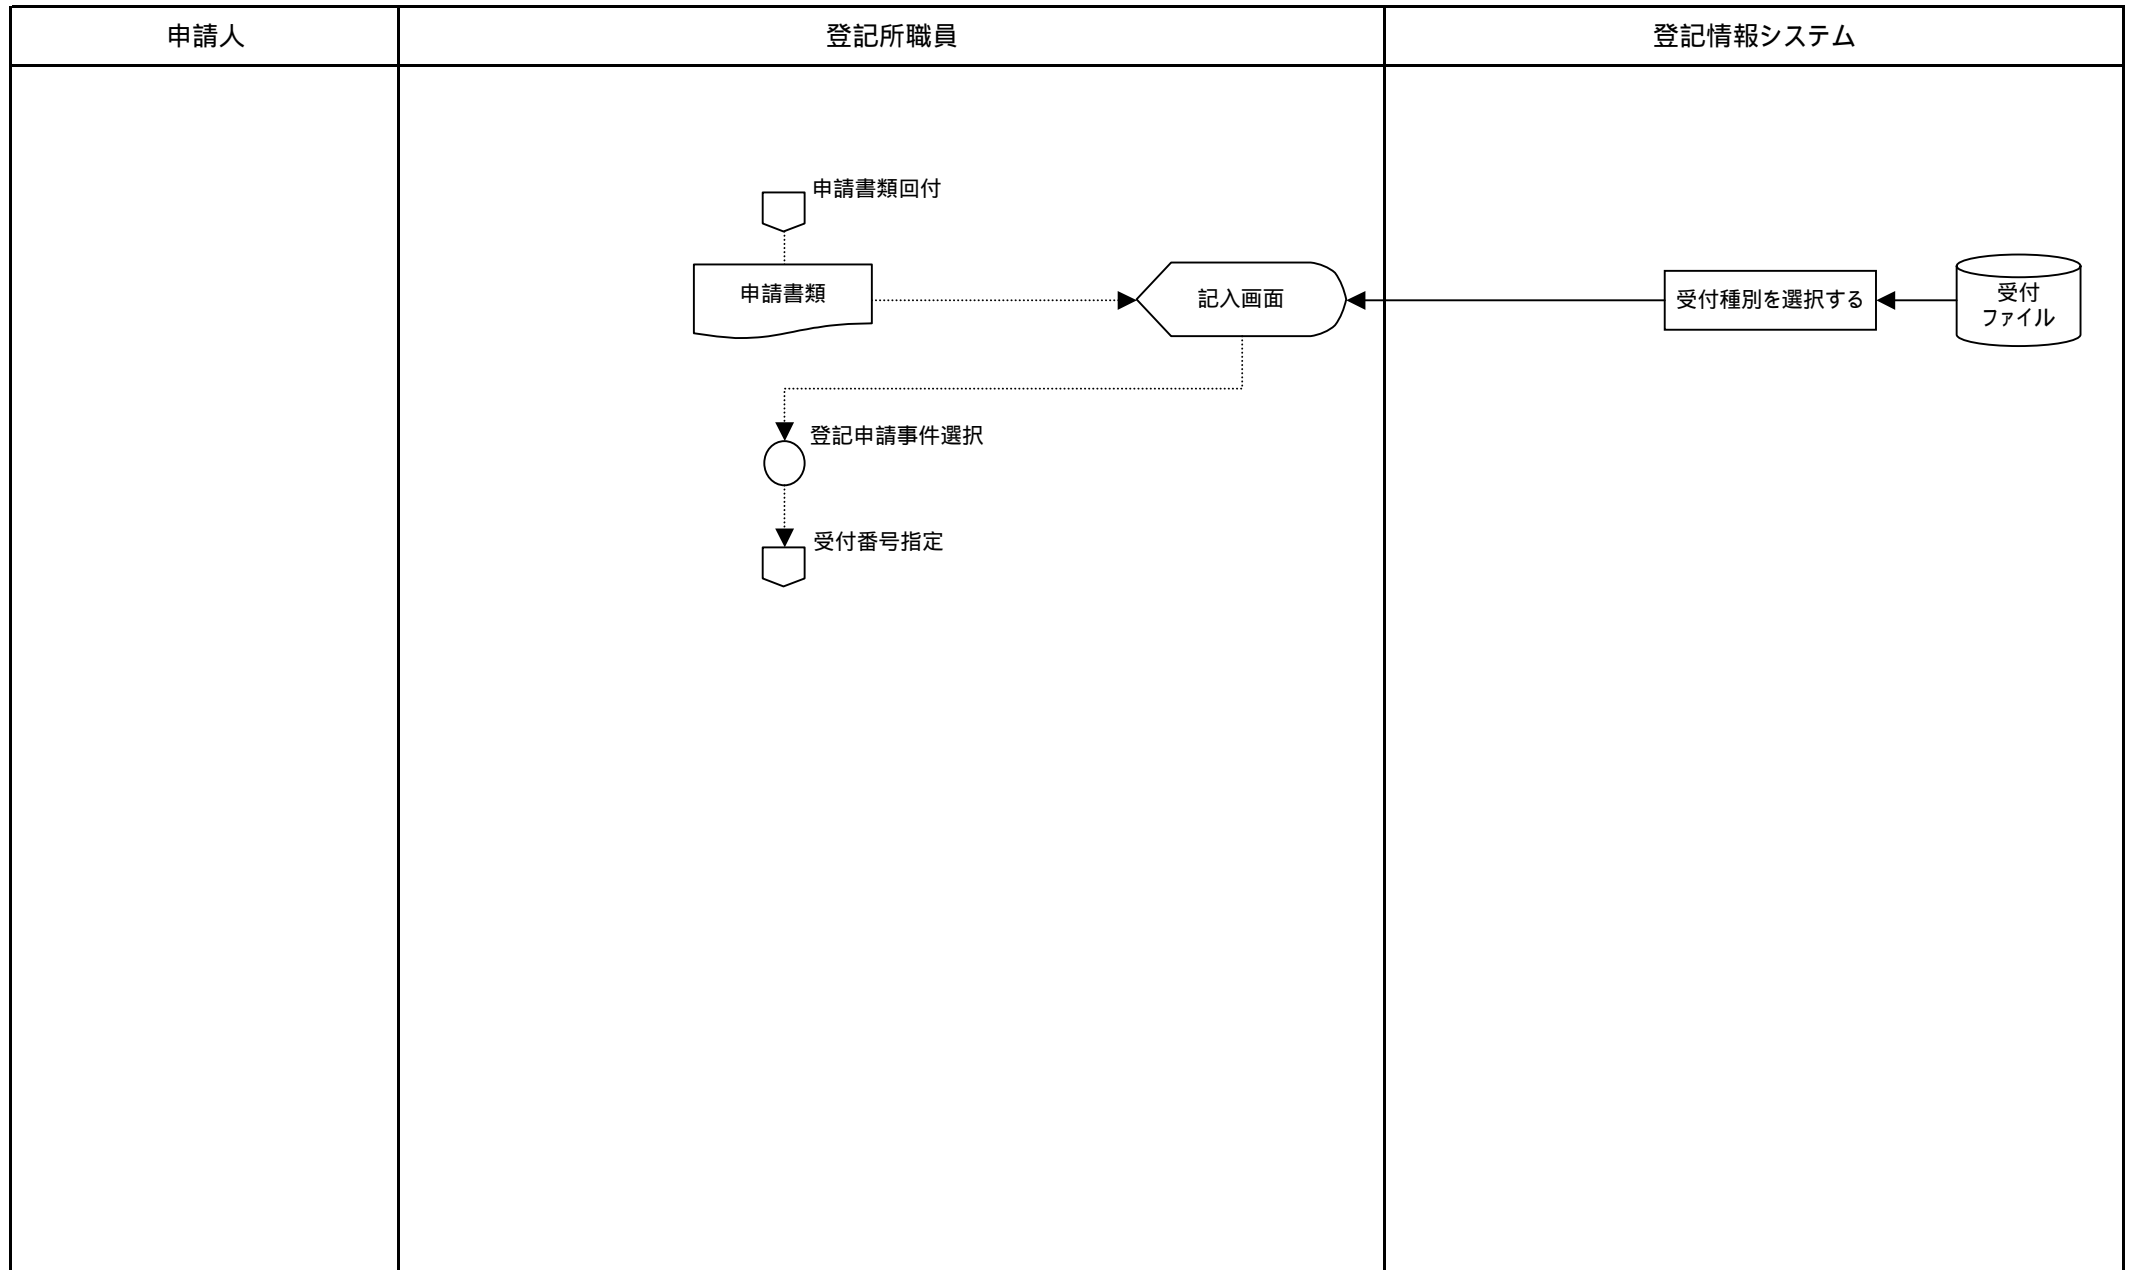 申請人
登記所職員
登記情報システム
申請書類回付
申請書類
記入画面
受付種別を選択する
受付
ファイル
登記申請事件選択
受付番号指定